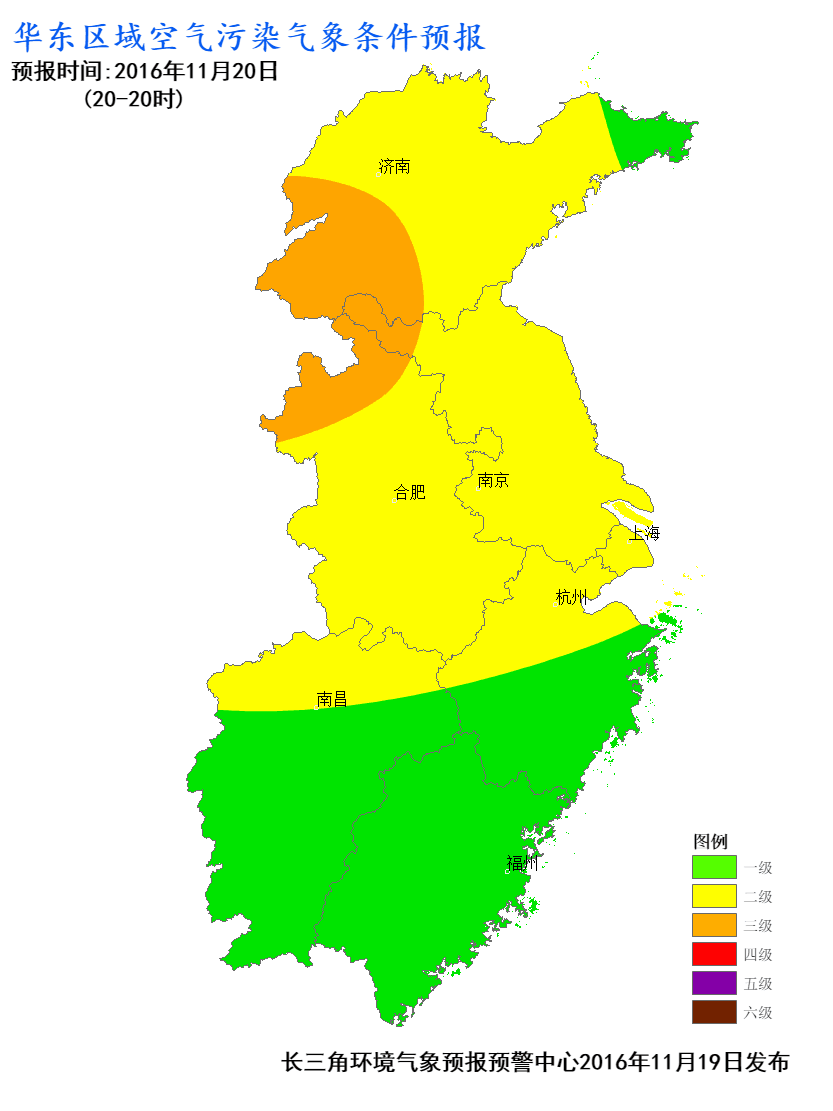 华东区域空气污染气象条件预报
预报时间:2016年11月20日
(20-20时)
济南
合肥
南京
上海
杭州
南昌
福州
图例
一级
二级
三级
四级
五级
六级
长三角环境气象预报预警中心2016年11月19日发布